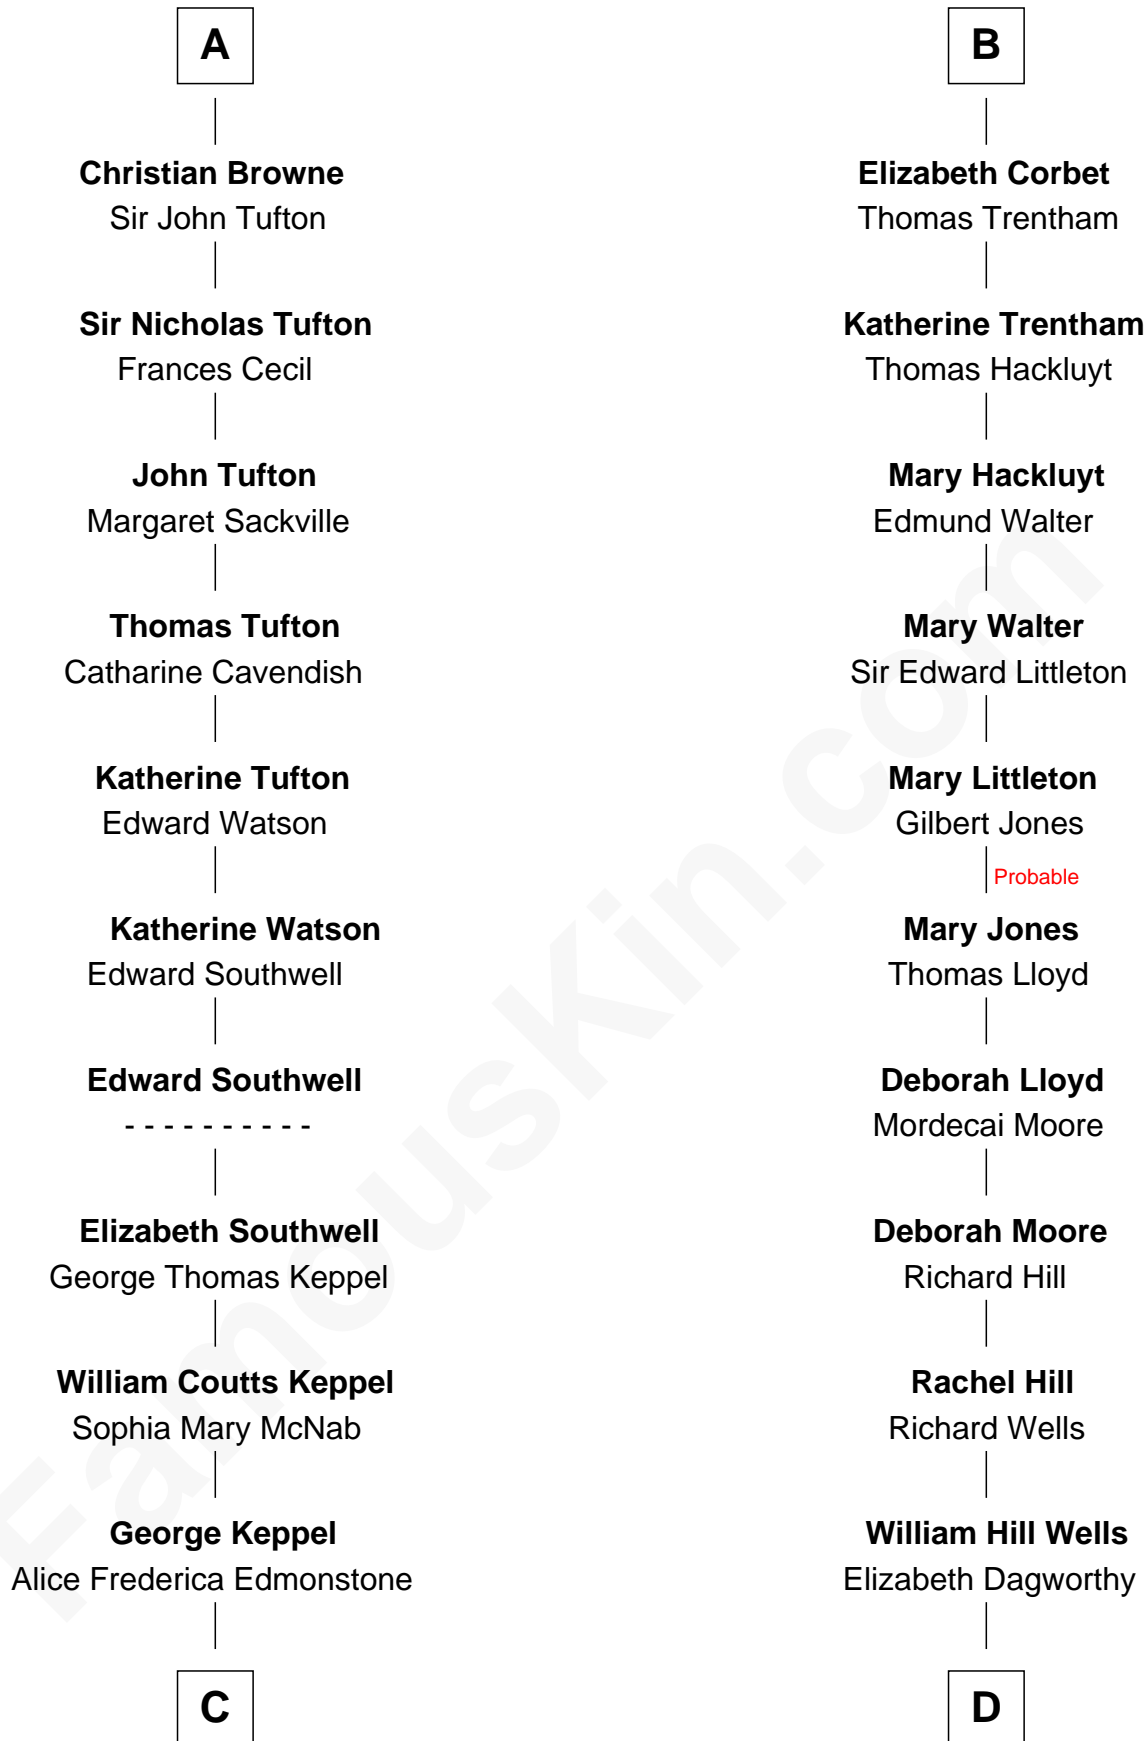 A
Christian Browne
Sir John Tufton
Sir Nicholas Tufton
Frances Cecil
John Tufton
Margaret Sackville
Thomas Tufton
Catharine Cavendish
Katherine Tufton
Edward Watson
Katherine Watson
Edward Southwell
Edward Southwell
- - - - - - - - - -
Elizabeth Southwell
George Thomas Keppel
William Coutts Keppel
Sophia Mary McNab
George Keppel
Alice Frederica Edmonstone
C
B
Elizabeth Corbet
Thomas Trentham
Katherine Trentham
Thomas Hackluyt
Mary Hackluyt
Edmund Walter
Mary Walter
Sir Edward Littleton
Mary Littleton
Gilbert Jones
Probable
Mary Jones
Thomas Lloyd
Deborah Lloyd
Mordecai Moore
Deborah Moore
Richard Hill
Rachel Hill
Richard Wells
William Hill Wells
Elizabeth Dagworthy
D
FamousKin.com